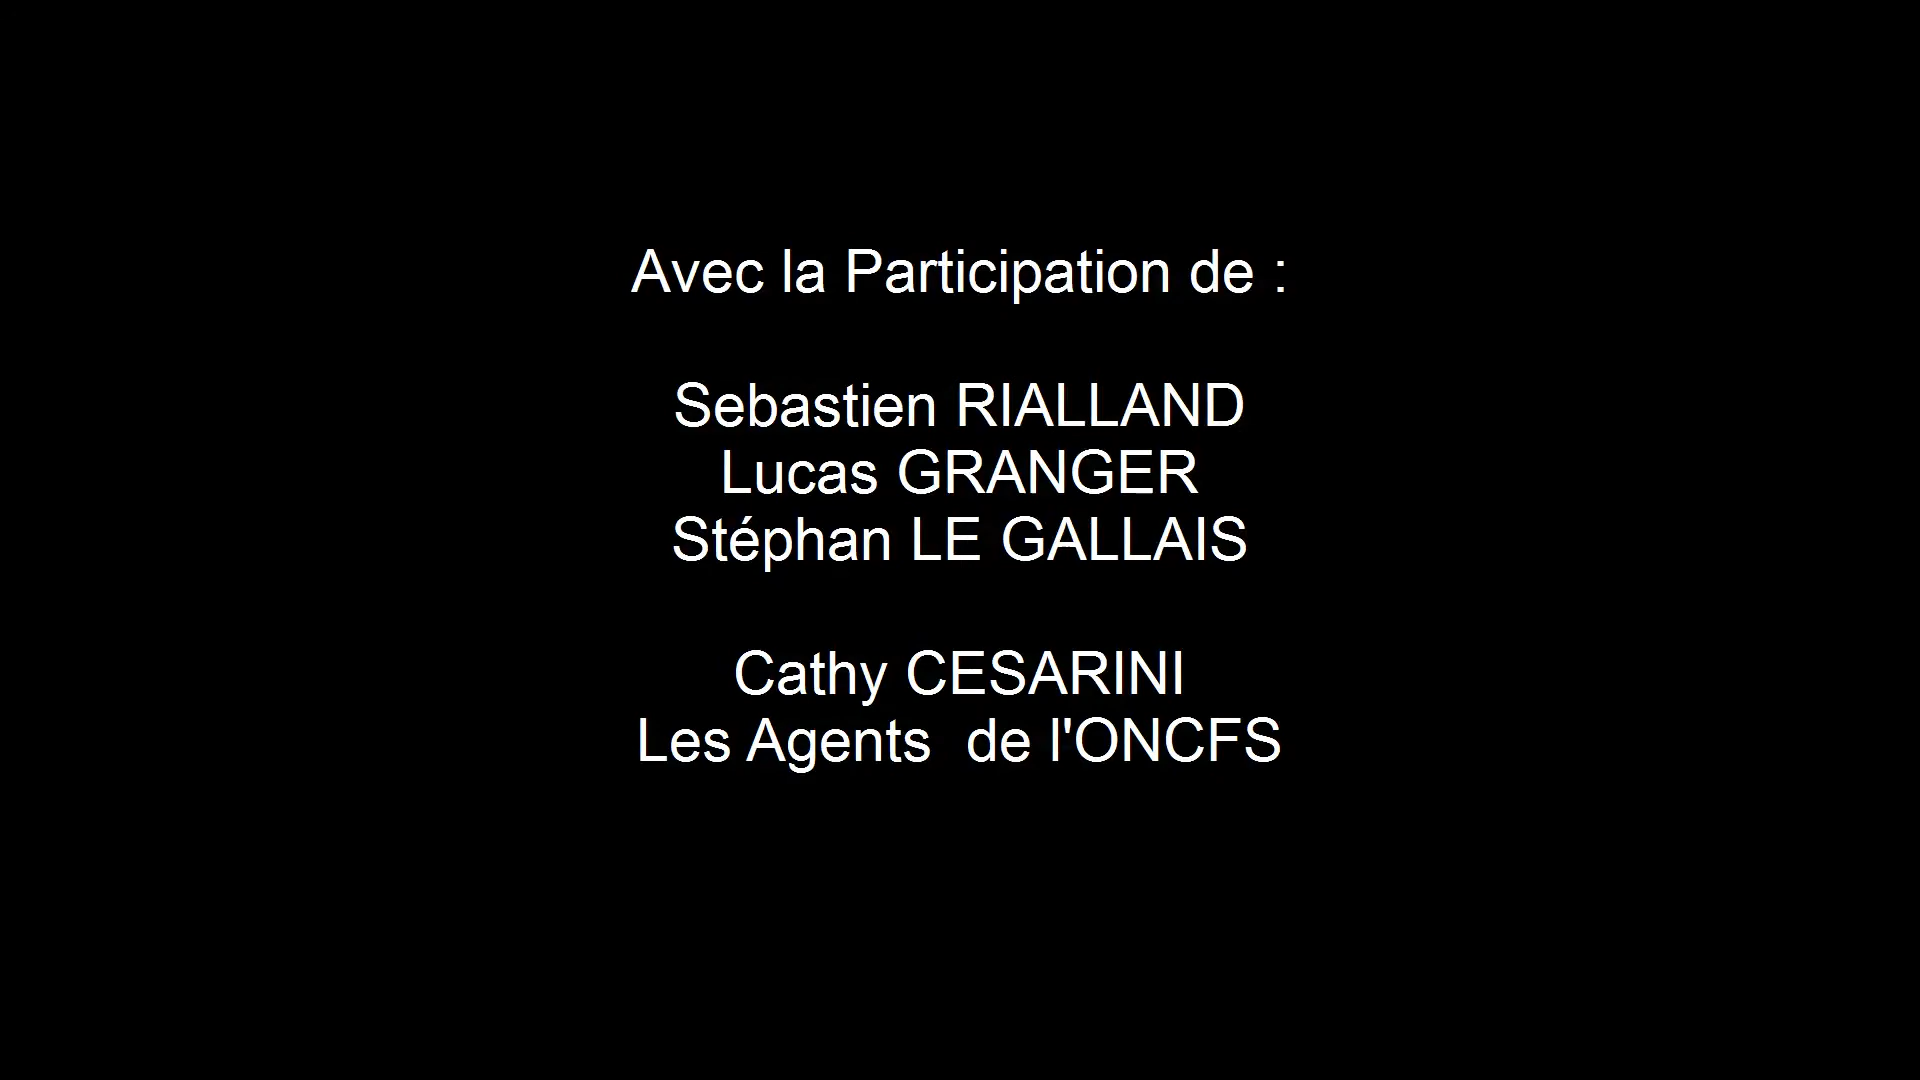 Avec la Participation de :
Sebastien RIALLAND
Lucas GRANGER
Stéphan LE GALLAIS
Cathy CESARINI
Les Agents  de l'ONCFS